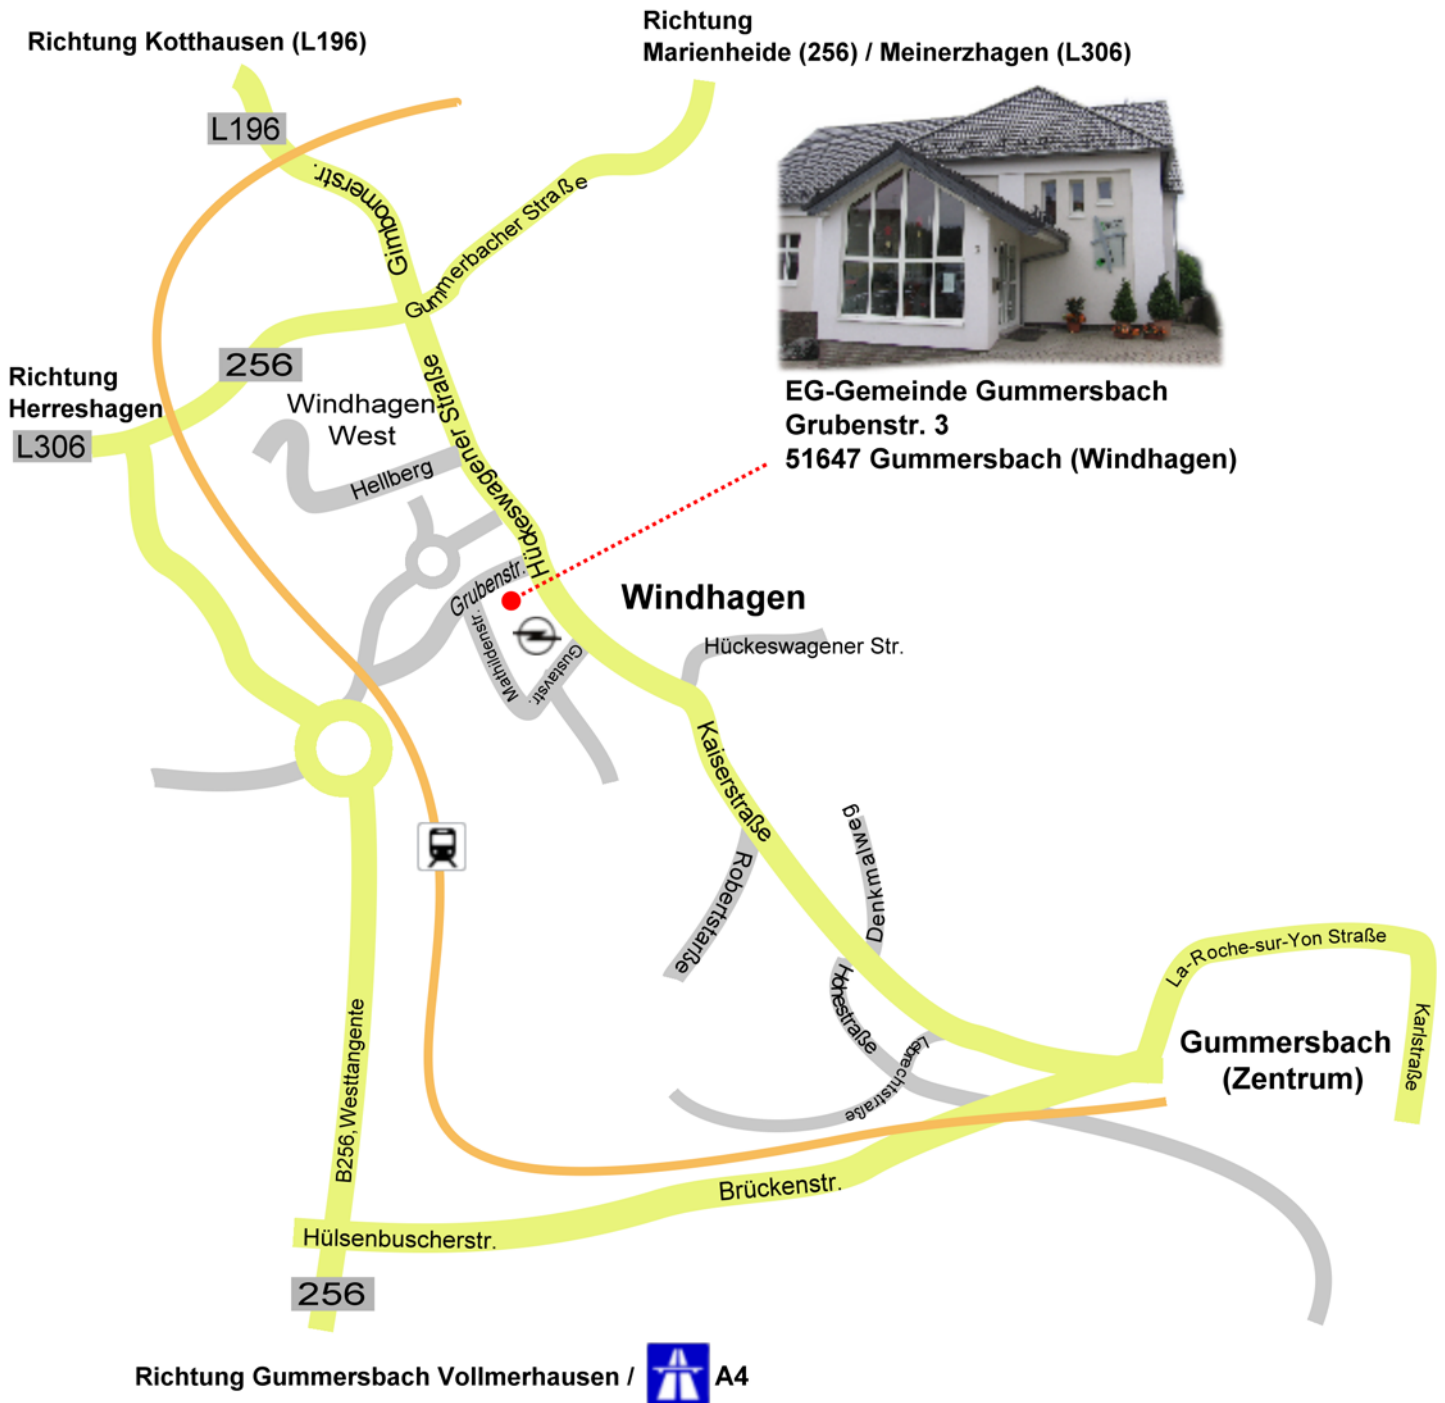 Richtung Kotthausen (L196)
Richtung
Marienheide (256) / Meinerzhagen (L306)
L196
Gimbornerstr.
Gummerbacher Straße
256
Richtung
Herreshagen
L306
Windhagen
West
Hellberg
Hückeswagener Straße
EG-Gemeinde Gummersbach
Grubenstr. 3
51647 Gummersbach (Windhagen)
Grubenstr.
Mathildenstr.
Gustavstr.
Windhagen
Hückeswagener Str.
Kaiserstraße
Robertstarße
Denkmalweg
Hohestraße
Lebrechtstraße
La-Roche-sur-Yon Straße
Karlstraße
Gummersbach
(Zentrum)
B256,Westtangente
Brückenstr.
Hülsenbuscherstr.
256
Richtung Gummersbach Vollmerhausen / A4